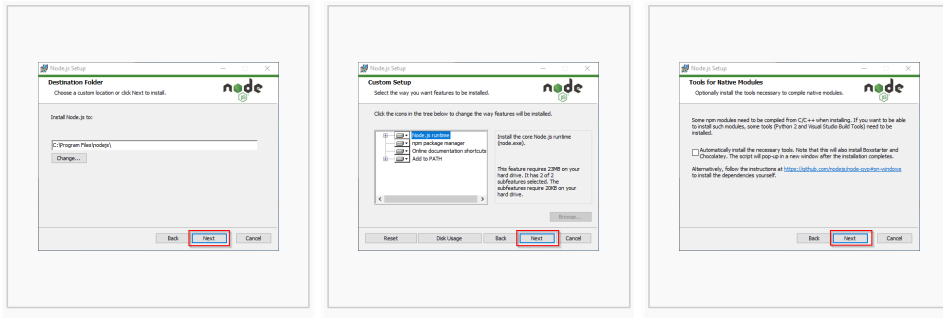 Node.js Setup
Destination Folder
Choose a custom location or click Next to install.
node
JS
Install Node.js to:
C:\Program Files\nodejs\
Change...
Back
Next
Cancel
Node.js Setup
Custom Setup
Select the way you want features to be installed.
node
JS
Click the icons in the tree below to change the way features will be installed.
Node.js runtime
npm package manager
Online documentation shortcuts
Add to PATH
Install the core Node.js runtime
(node.exe).
This feature requires 23MB on your
hard drive. It has 2 of 2
subfeatures selected. The
subfeatures require 20KB on your
hard drive.
Browse...
Reset
Disk Usage
Back
Next
Cancel
Node.js Setup
Tools for Native Modules
Optionally install the tools necessary to compile native modules.
node
JS
Some npm modules need to be compiled from C/C++ when installing. If you want to be able
to install such modules, some tools (Python 2 and Visual Studio Build Tools) need to be
installed.
Automatically install the necessary tools. Note that this will also install Boxstarter and
Chocolatey. The script will pop-up in a new window after the installation completes.
Alternatively, follow the instructions at https://github.com/nodejs/node-gyp#on-windows
to install the dependencies yourself.
Back
Next
Cancel